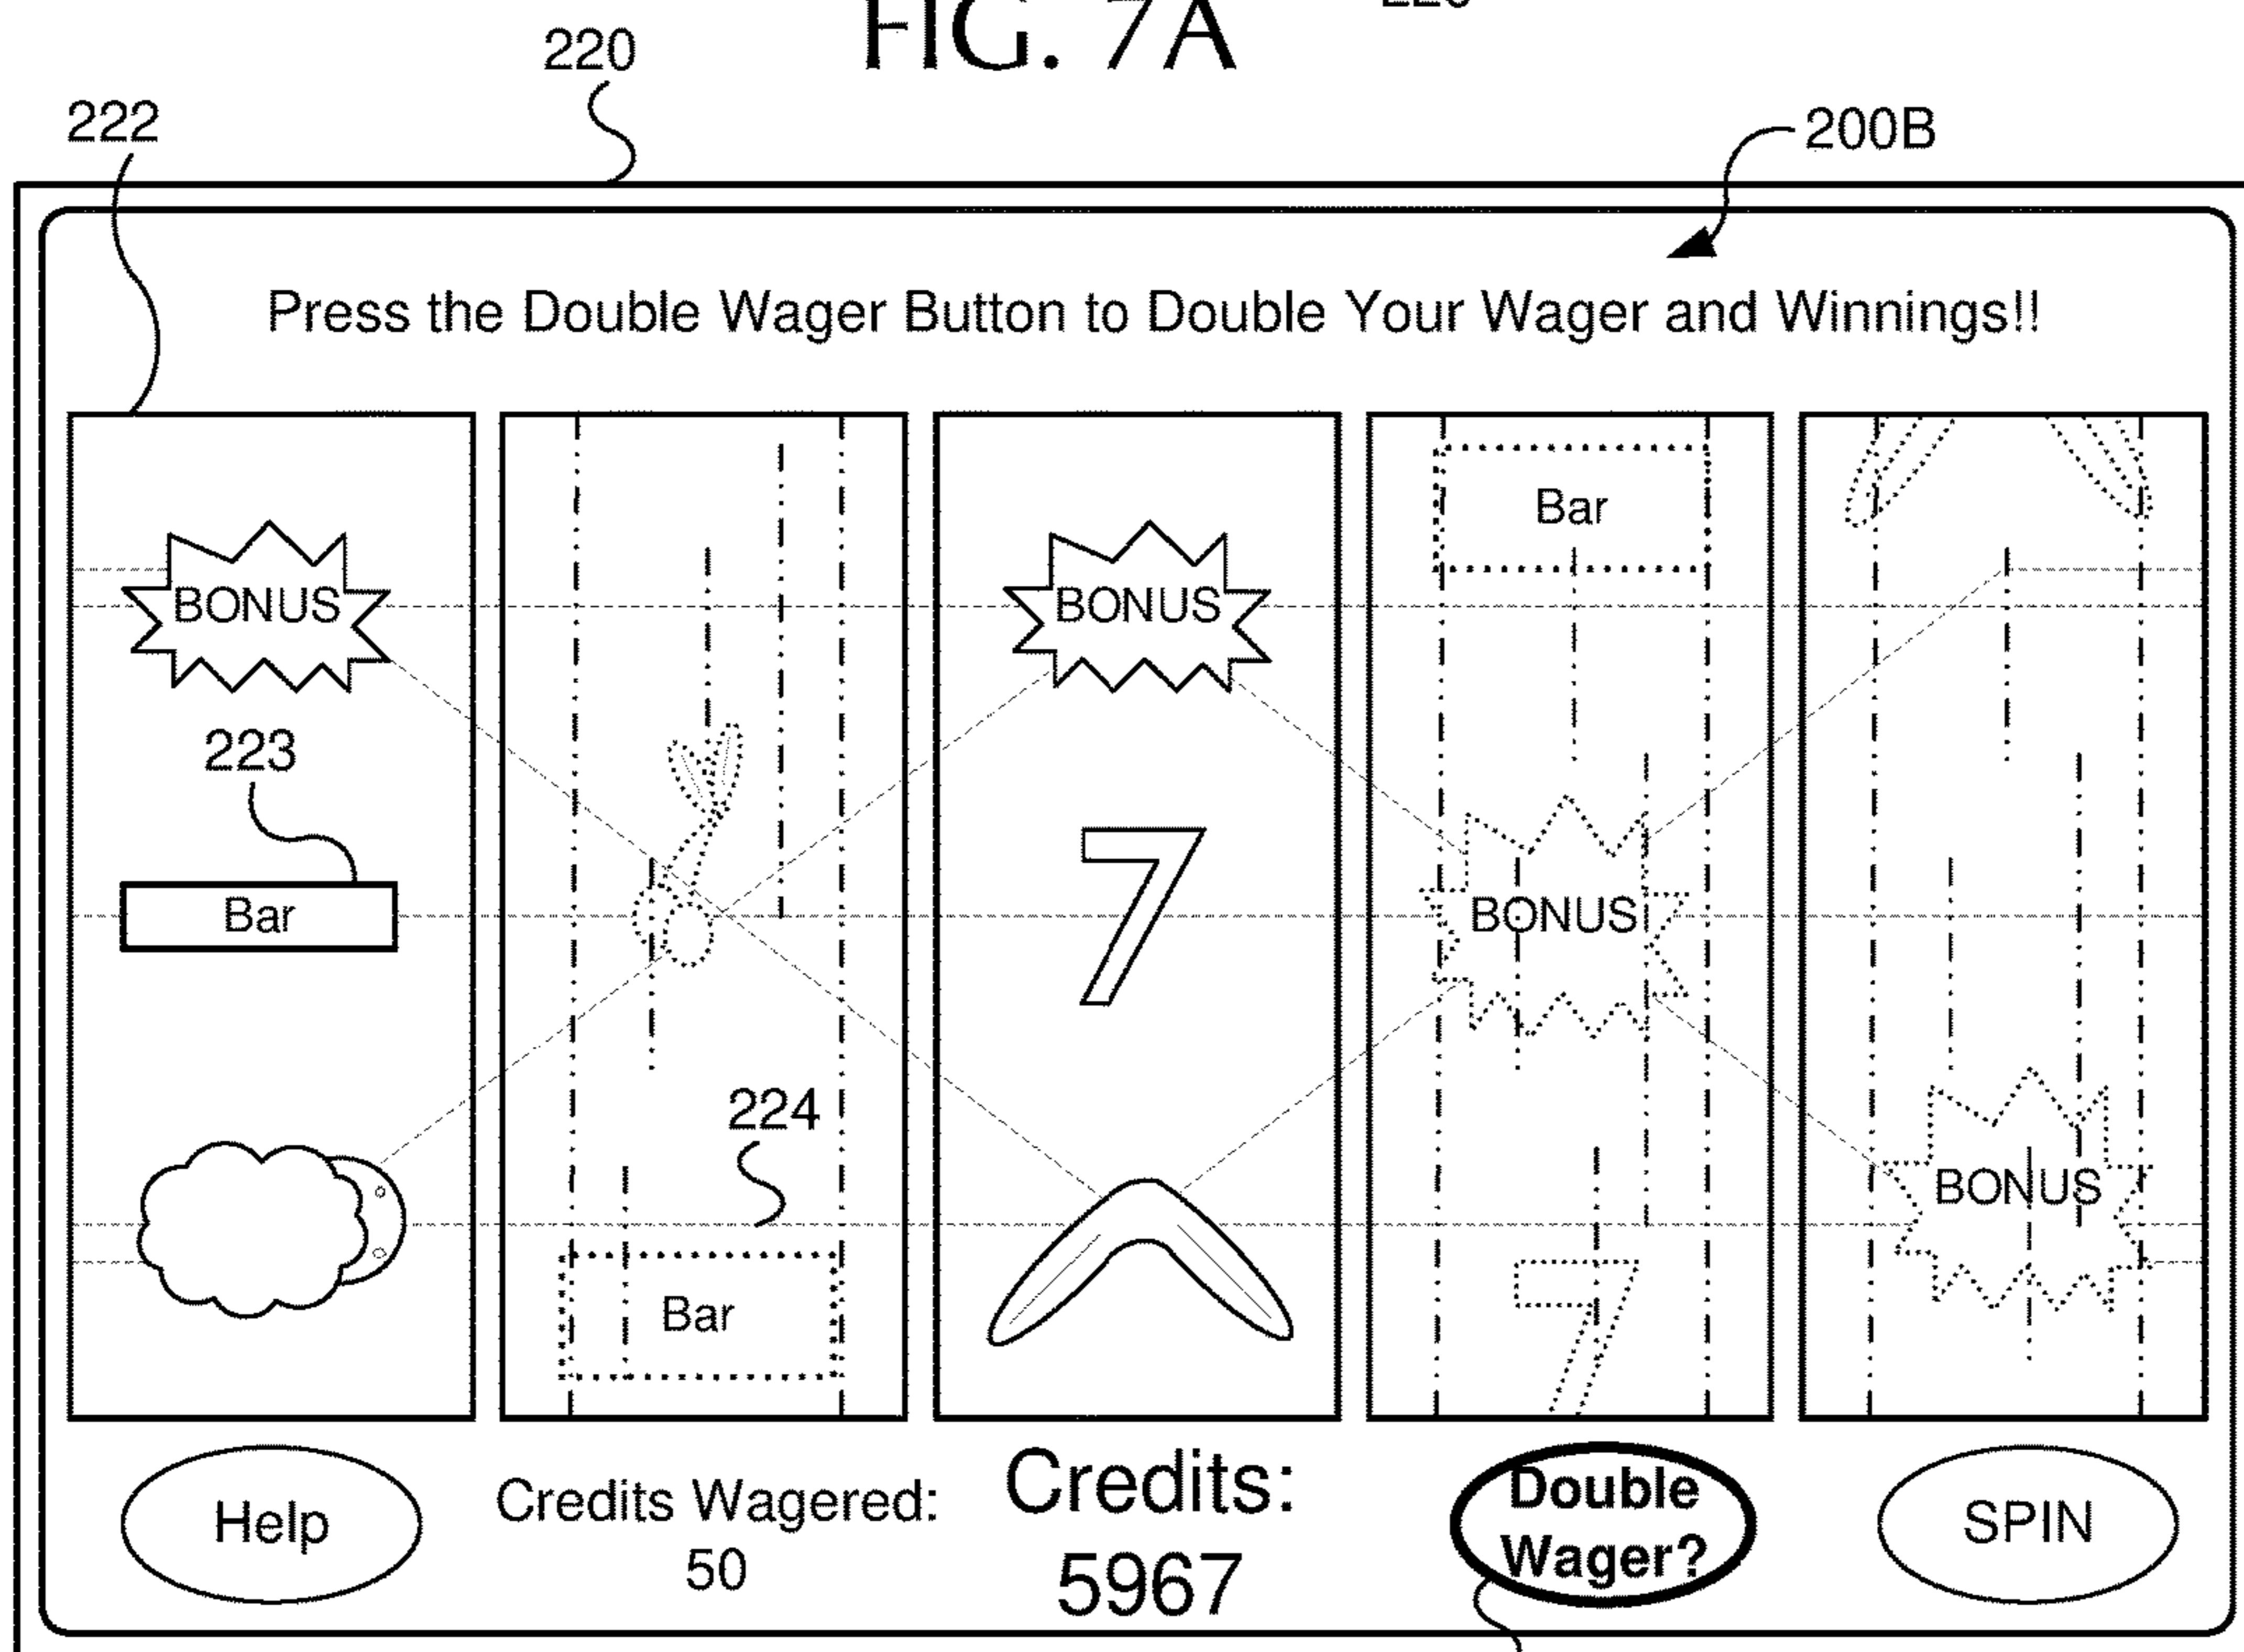 FIG. 7A
220
222
200B
Press the Double Wager Button to Double Your Wager and Winnings!!
Bar
BONUS
BONUS
223
Bar
7
BONUS
224
BONUS
Bar
7
Help
Credits Wagered:
50
Credits:
5967
Double
Wager?
SPIN